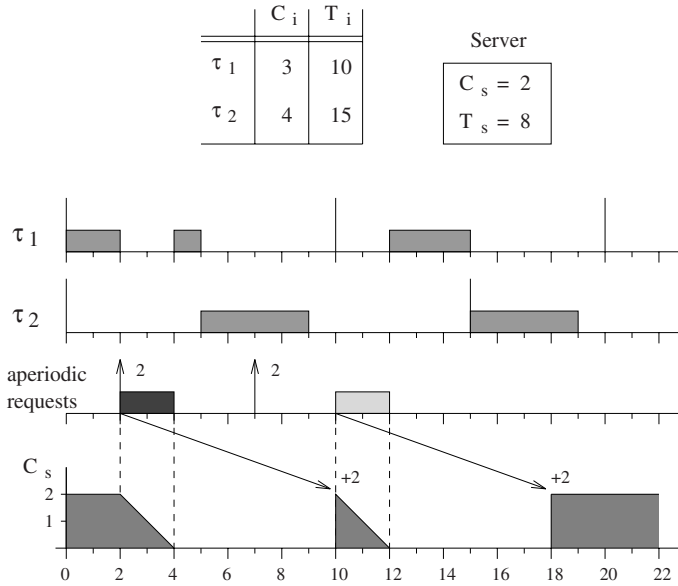 C i T i
τ 1 3 10
τ 2 4 15
Server
C s = 2
T s = 8
τ 1
τ 2
aperiodic
requests
2
2
C s
+2
+2
2
1
0 2 4 6 8 10 12 14 16 18 20 22